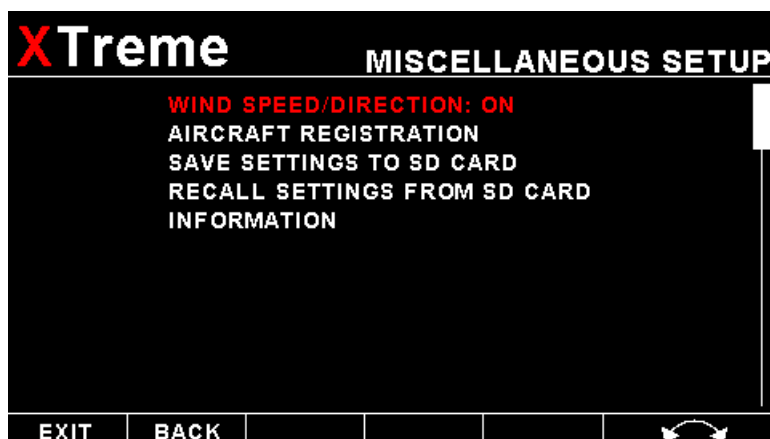 XTreme
MISCELLANEOUS SETUP
WIND SPEED/DIRECTION: ON
AIRCRAFT REGISTRATION
SAVE SETTINGS TO SD CARD
RECALL SETTINGS FROM SD CARD
INFORMATION
EXIT BACK